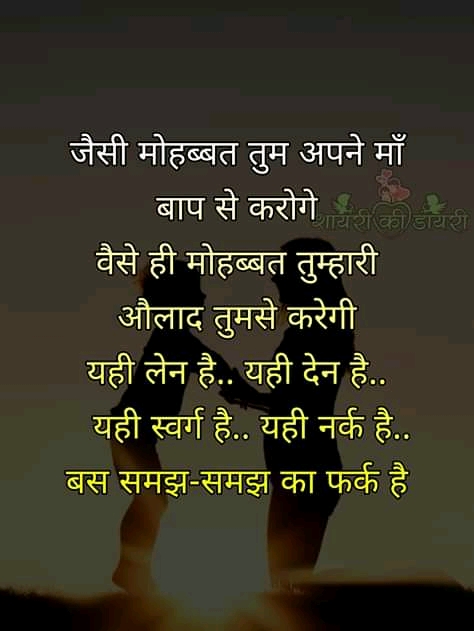 जैसी मोहब्बत तुम अपने माँ
बाप से करोगे
शायरी की डायरी
वैसे ही मोहब्बत तुम्हारी
औलाद तुमसे करेगी
यही लेन है.. यही देन है..
यही स्वर्ग है.. यही नर्क है..
बस समझ-समझ का फर्क है